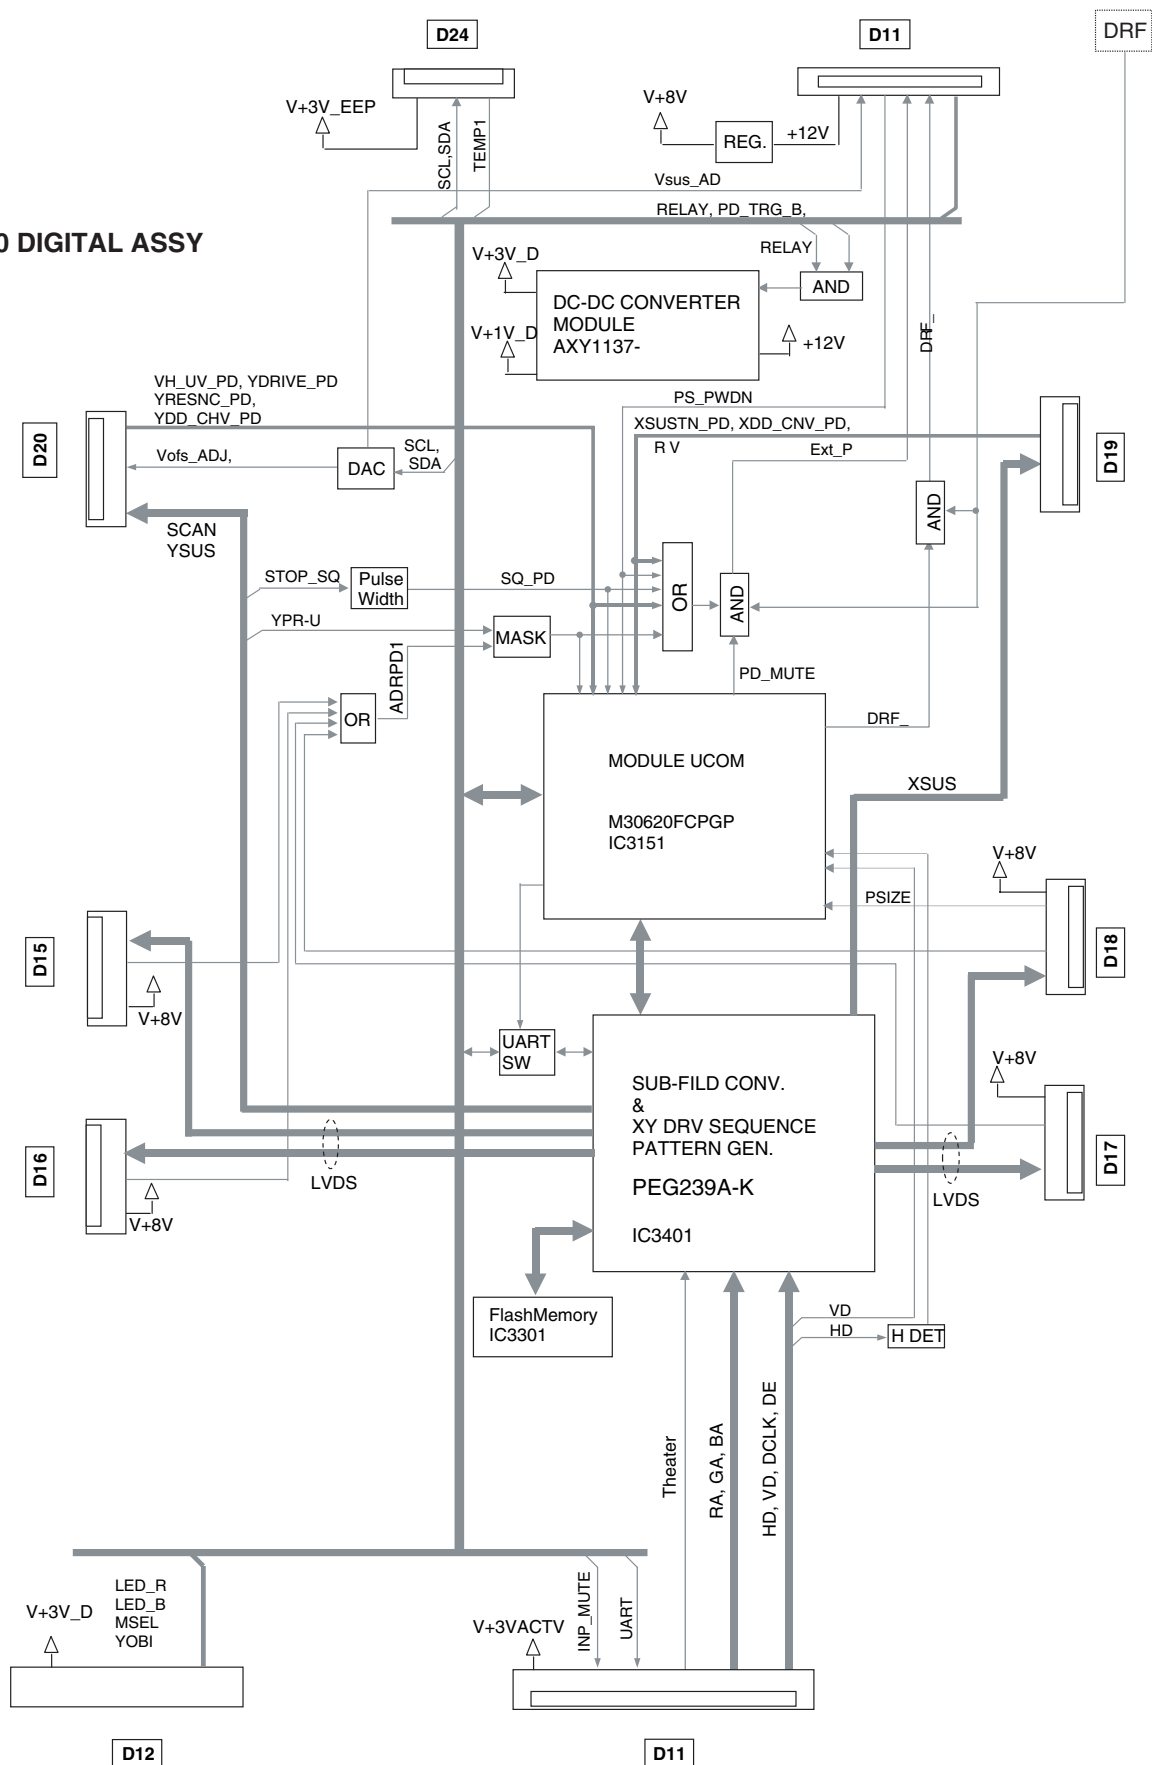 D24
D11
DRF
V+3V_EEP
SCL,SDA
TEMP1
V+8V
REG.
+12V
Vsus_AD
RELAY, PD_TRG_B,
0 DIGITAL ASSY
V+3V_D
RELAY
AND
DC-DC CONVERTER
MODULE
AXY1137-
V+1V_D
+12V
DRF_
VH_UV_PD, YDRIVE_PD
YRESNC_PD,
YDD_CHV_PD
PS_PWDN
XSUSTN_PD, XDD_CNV_PD,
R V
Ext_P
D20
Vofs_ADJ,
DAC
SCL,
SDA
D19
AND
SCAN
YSUS
STOP_SQ
Pulse
Width
SQ_PD
OR
AND
YPR-U
MASK
ADRPD1
PD_MUTE
OR
DRF_
MODULE UCOM
M30620FCPGP
IC3151
XSUS
V+8V
PSIZE
D15
V+8V
D18
UART
SW
V+8V
SUB-FILD CONV.
&
XY DRV SEQUENCE
PATTERN GEN.
PEG239A-K
IC3401
D16
V+8V
LVDS
LVDS
D17
FlashMemory
IC3301
VD
HD
H DET
Theater
RA, GA, BA
HD, VD, DCLK, DE
LED_R
LED_B
MSEL
YOBI
V+3V_D
INP_MUTE
UART
V+3VACTV
D12
D11